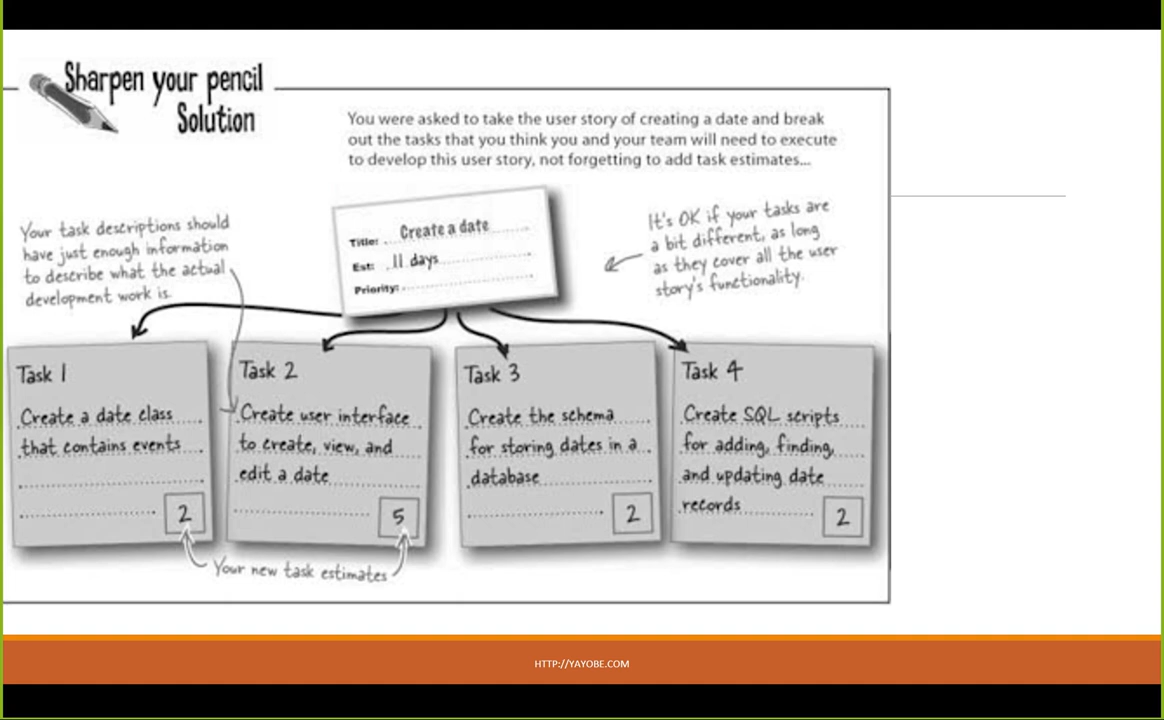 Sharpen your pencil
Solution
You were asked to take the user story of creating a date and break
out the tasks that you think you and your team will need to execute
to develop this user story, not forgetting to add task estimates...
Your task descriptions should
have just enough information
to describe what the actual
development work is.
Title: Create a date
Est: 11 days
Priority:
It's OK if your tasks are
a bit different, as long
as they cover all the user
story's functionality.
Task 1
Create a date class
that contains events
2
Task 2
Create user interface
to create, view, and
edit a date
5
Task 3
Create the schema
for storing dates in a
database
2
Task 4
Create SQL scripts
for adding, finding,
and updating date
records
2
Your new task estimates
HTTP://YAYOBE.COM